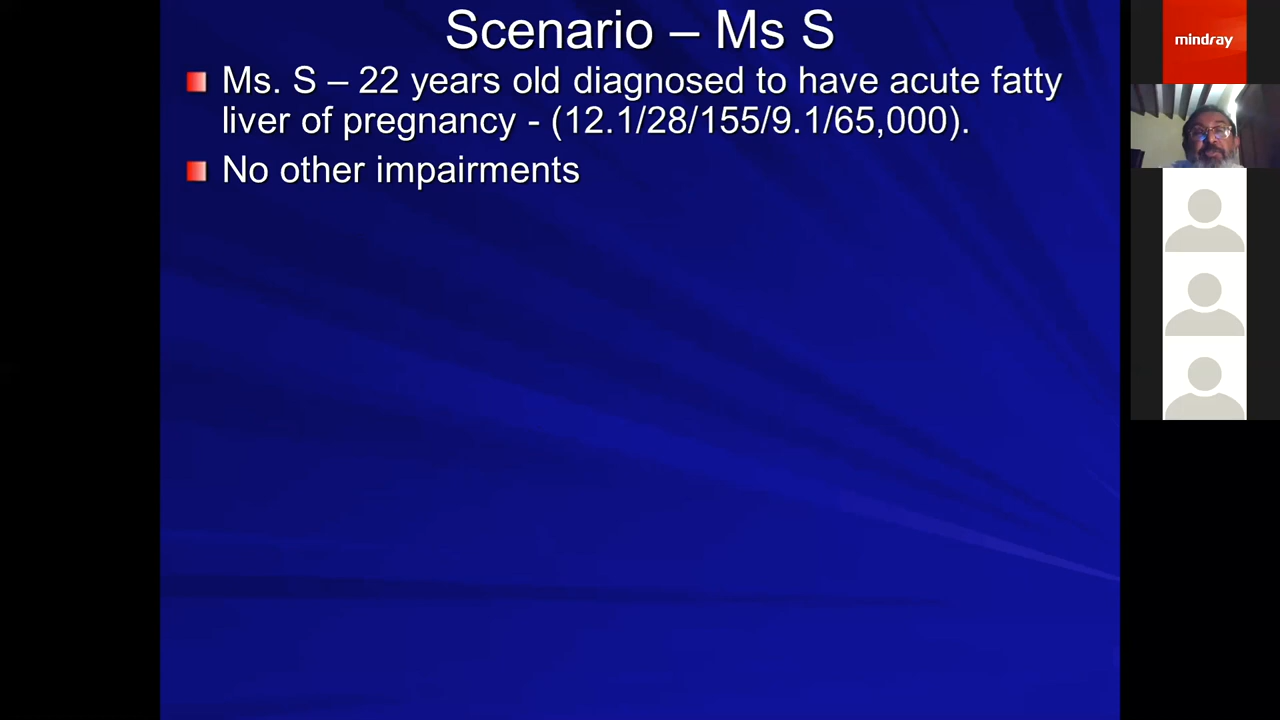 Scenario – Ms S
Ms. S – 22 years old diagnosed to have acute fatty
liver of pregnancy - (12.1/28/155/9.1/65,000).
No other impairments
mindray